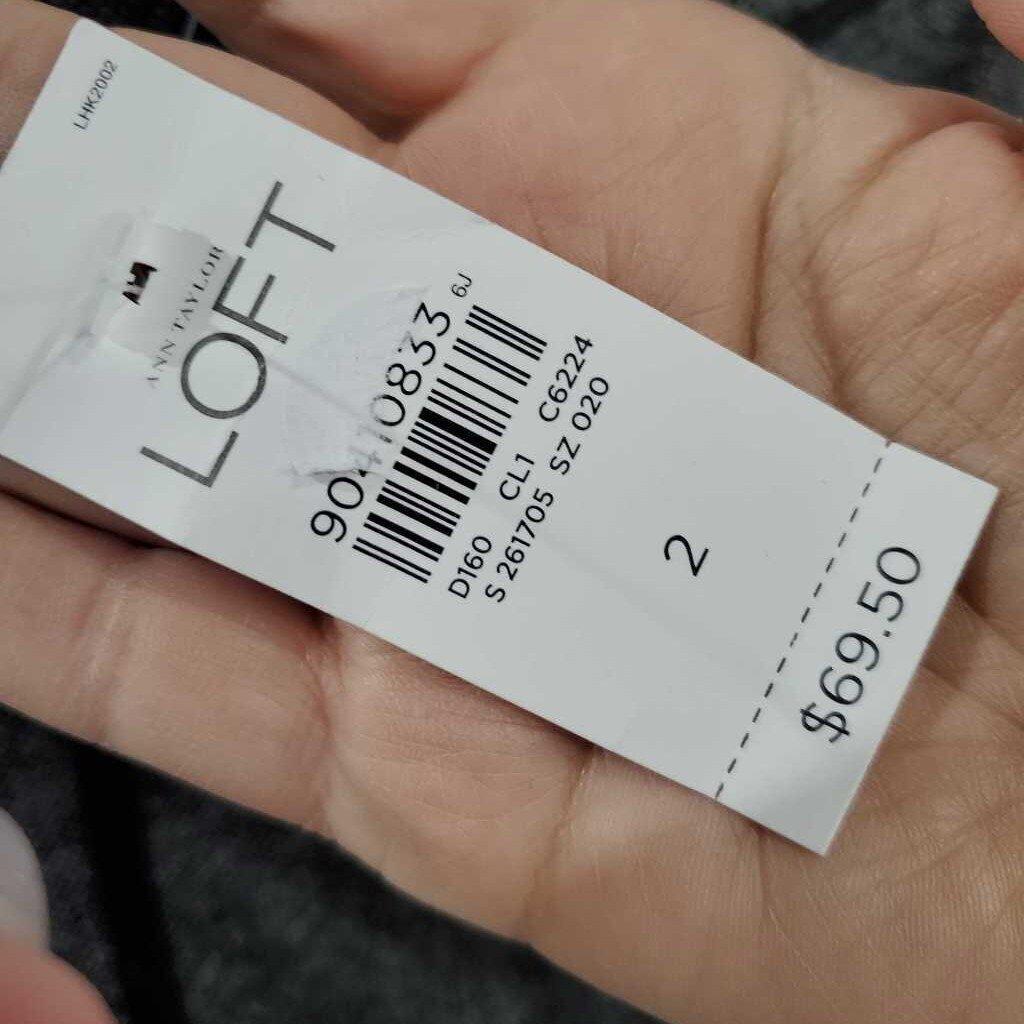 LHK2002
ANN TAYLOR
LOFT
6J
D160 CL1 C6224
S 261705 SZ 020
2
$69.50